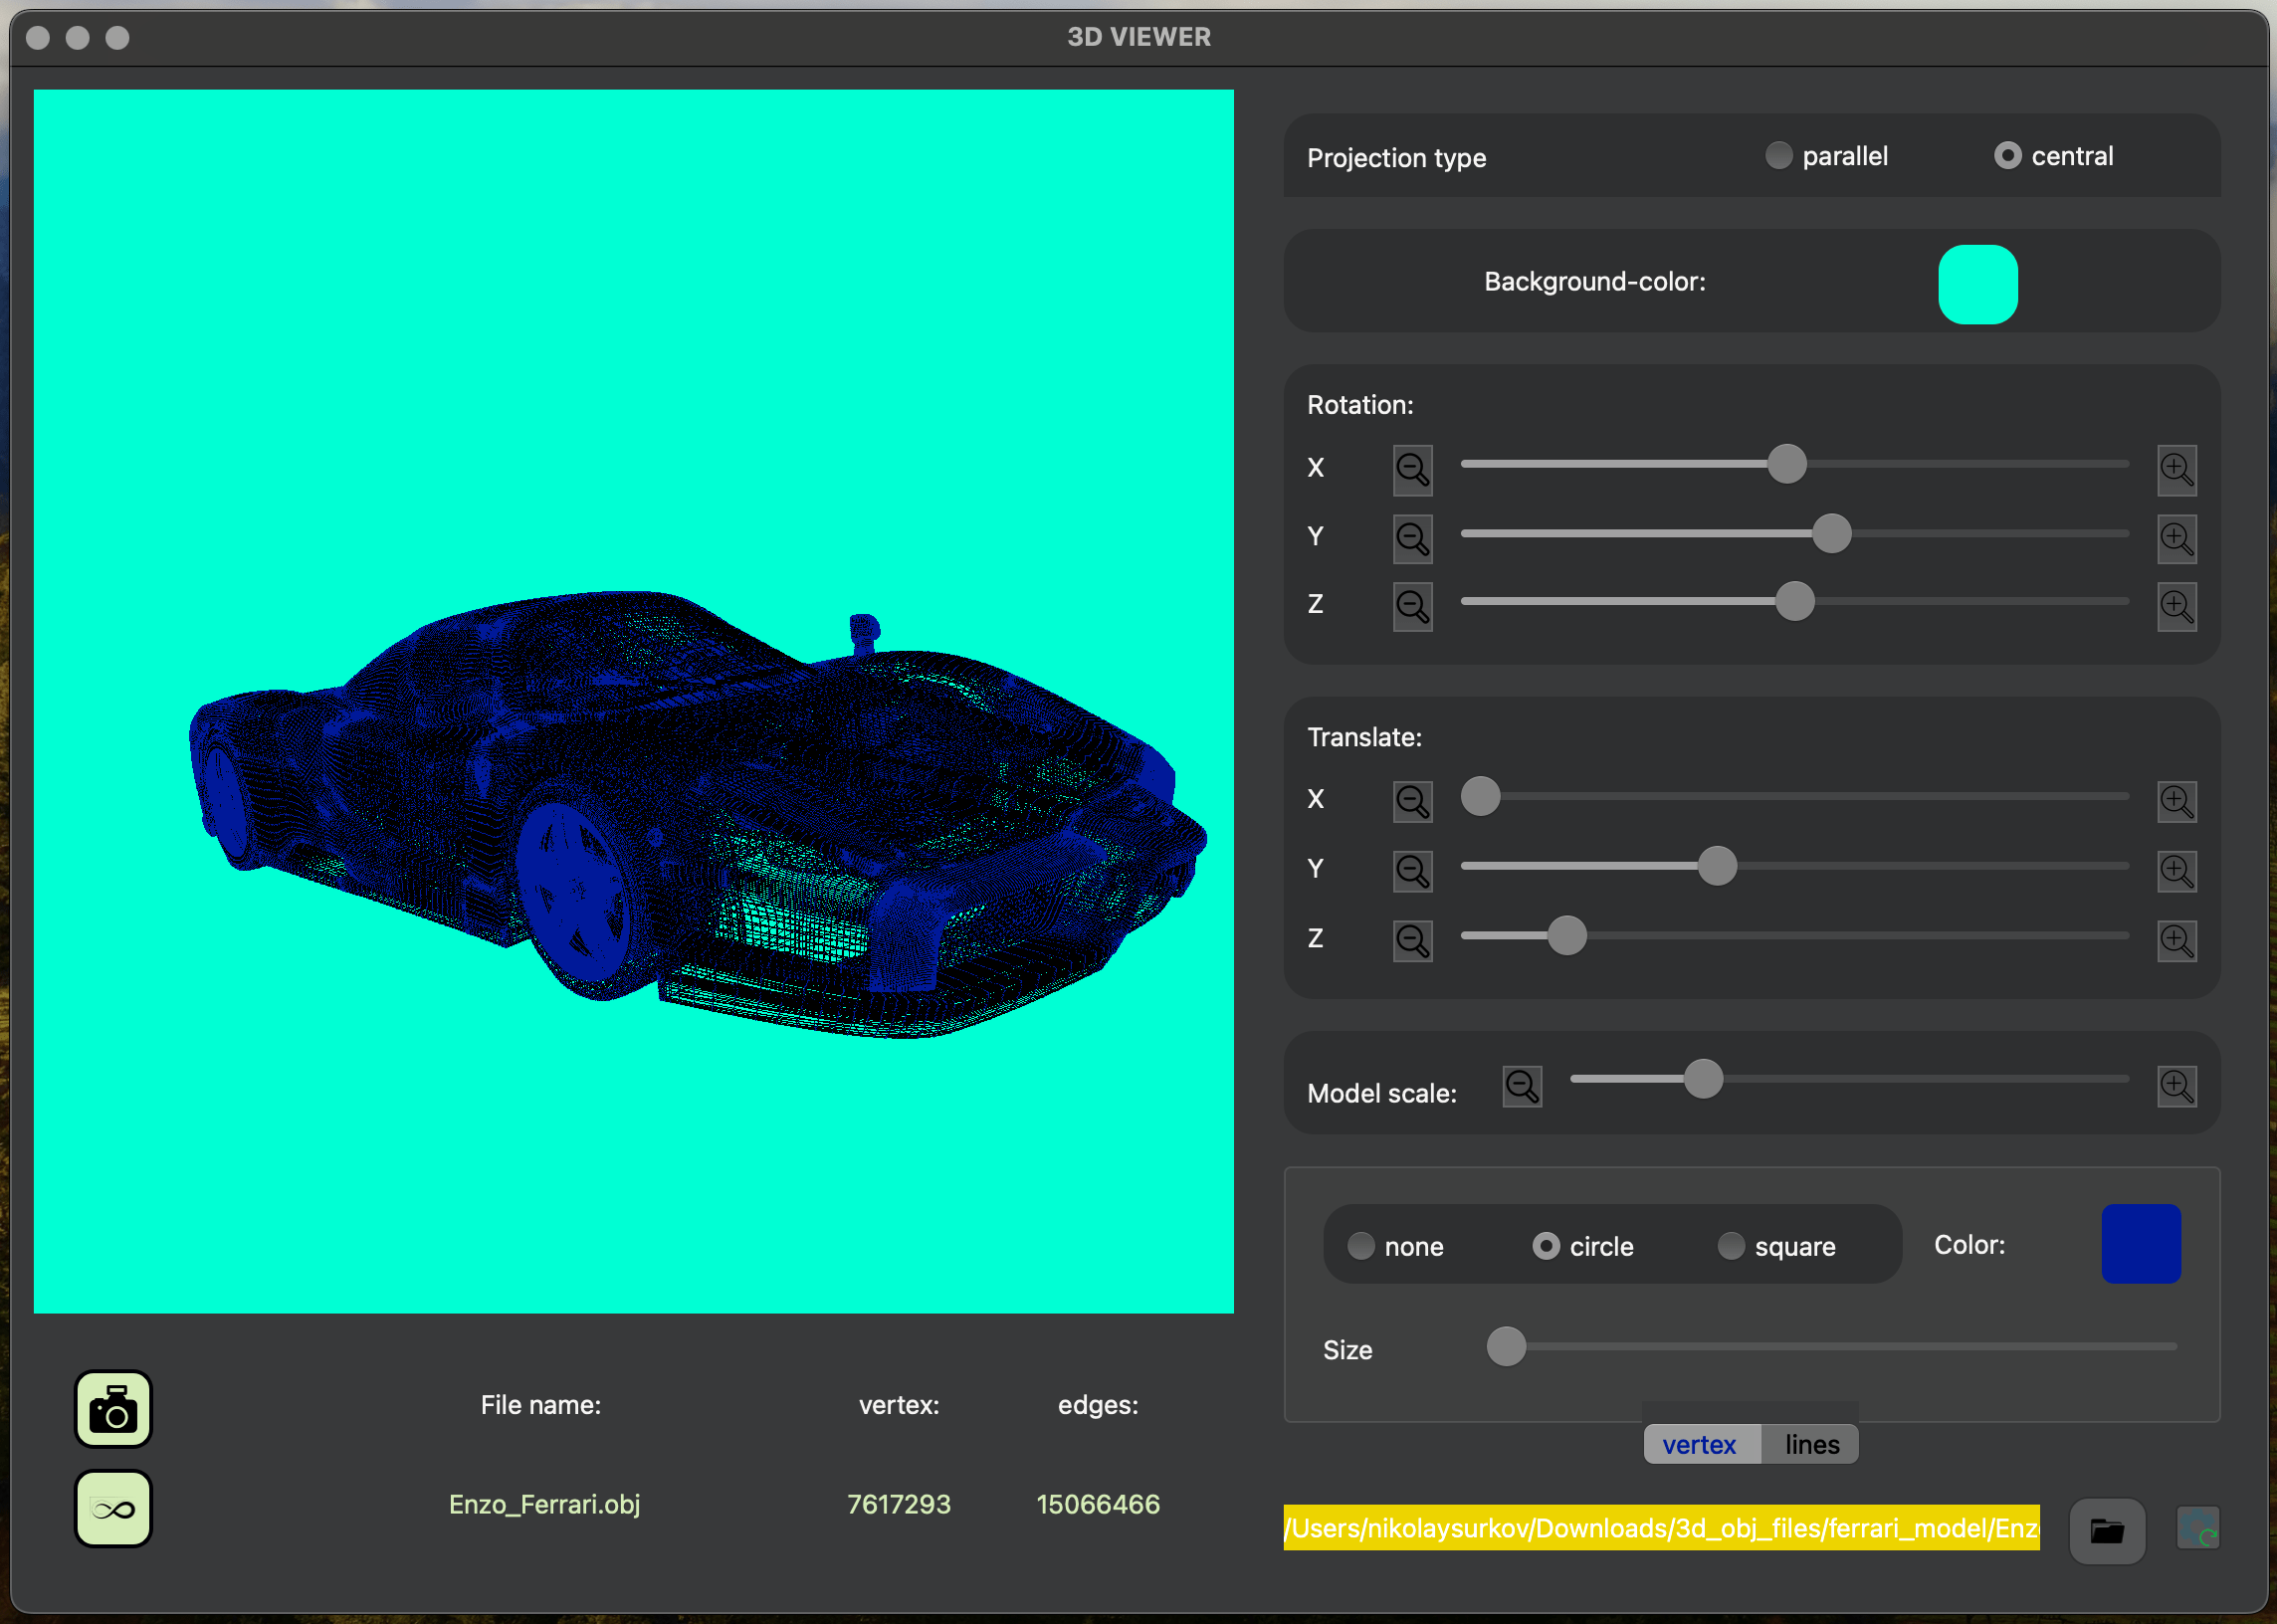 3D VIEWER
Projection type parallel central
Background-color:
Rotation:
X
Y
Z
Translate:
X
Y
Z
Model scale:
none circle square Color:
Size
vertex lines
File name: vertex: edges:
Enzo_Ferrari.obj 7617293 15066466
/Users/nikolaysurkov/Downloads/3d_obj_files/ferrari_model/Enz